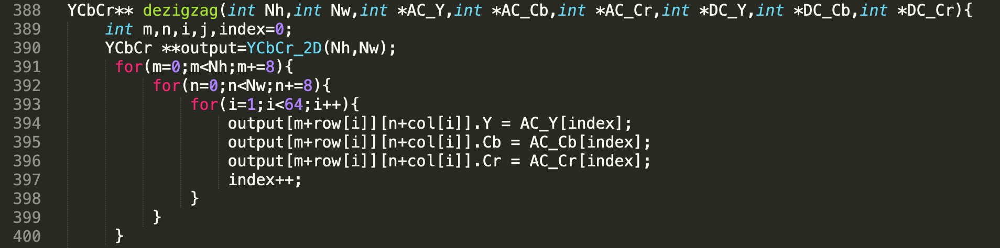 388 YCbCr** dezigzag(int Nh,int Nw,int *AC_Y,int *AC_Cb,int *AC_Cr,int *DC_Y,int *DC_Cb,int *DC_Cr){
389 int m,n,i,j,index=0;
390 YCbCr **output=YCbCr_2D(Nh,Nw);
391 for(m=0;m<Nh;m+=8){
392 for(n=0;n<Nw;n+=8){
393 for(i=1;i<64;i++){
394 output[m+row[i]][n+col[i]].Y = AC_Y[index];
395 output[m+row[i]][n+col[i]].Cb = AC_Cb[index];
396 output[m+row[i]][n+col[i]].Cr = AC_Cr[index];
397 index++;
398 }
399 }
400 }